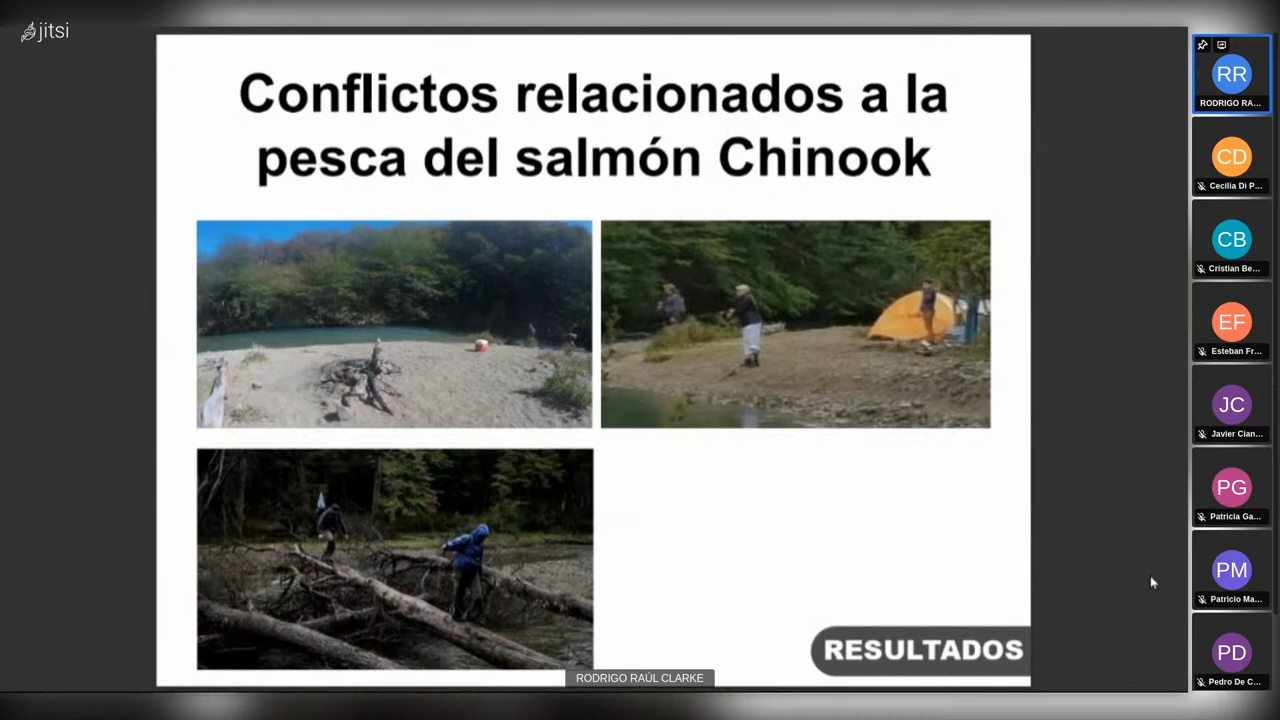 jitsi
Conflictos relacionados a la
pesca del salmón Chinook
RESULTADOS
RODRIGO RAÚL CLARKE
RR
RODRIGO RA...
CD
Cecilia Di P...
CB
Cristian Be...
EF
Esteban Fr...
JC
Javier Cian...
PG
Patricia Ga...
PM
Patricio Ma...
PD
Pedro De C...